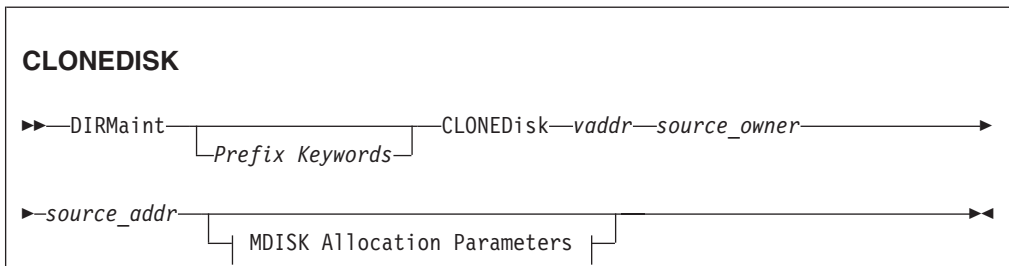 CLONEDISK
DIRMaint CLONEDisk vaddr source_owner
Prefix Keywords
source_addr
MDISK Allocation Parameters